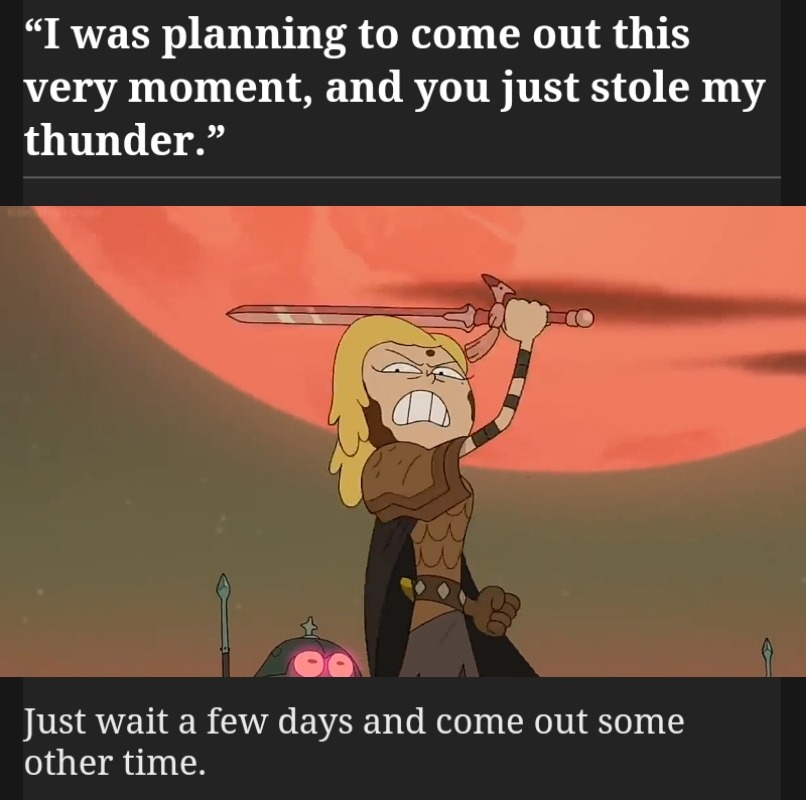 “I was planning to come out this
very moment, and you just stole my
thunder.”
Just wait a few days and come out some
other time.